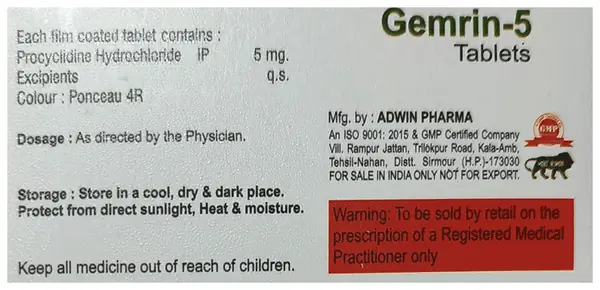 Each film coated tablet contains :
Procyclidine Hydrochloride IP 5 mg.
Excipients q.s.
Colour : Ponceau 4R
Dosage : As directed by the Physician.
Storage : Store in a cool, dry & dark place.
Protect from direct sunlight, Heat & moisture.
Keep all medicine out of reach of children.
Gemrin-5
Tablets
Mfg. by : ADWIN PHARMA
An ISO 9001: 2015 & GMP Certified Company
Vill. Rampur Jattan, Trilokpur Road, Kala-Amb,
Tehsil-Nahan, Distt. Sirmour (H.P.)-173030
FOR SALE IN INDIA ONLY NOT FOR EXPORT.
GMP
Warning: To be sold by retail on the
prescription of a Registered Medical
Practitioner only